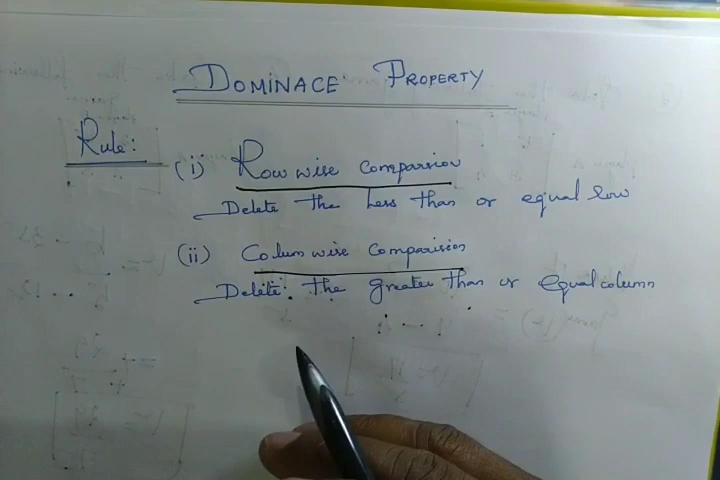 DOMINACE PROPERTY
Rule:
(i) Row wise comparsion
Delete the Less than or equal row
(ii) Column wise comparision
Delete: the greater than or equal column